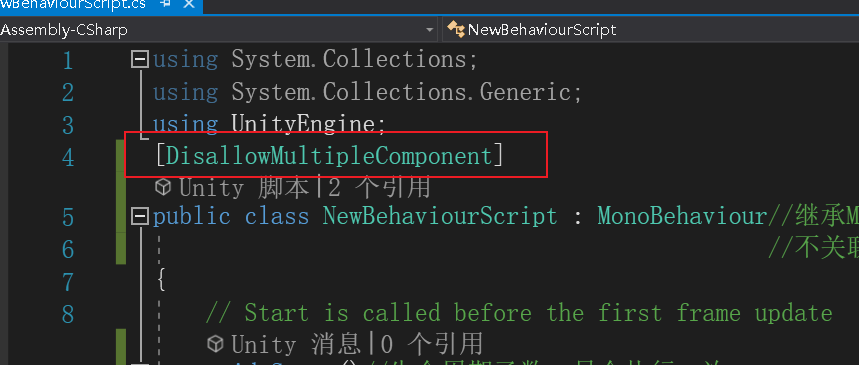 wBehaviourScript.cs
Assembly-CSharp NewBehaviourScript
1 using System.Collections;
2 using System.Collections.Generic;
3 using UnityEngine;
4 [DisallowMultipleComponent]
Unity 脚本|2 个引用
5 public class NewBehaviourScript : MonoBehaviour//继承M
6 //不关联
7 {
8 // Start is called before the first frame update
Unity 消息|0 个引用